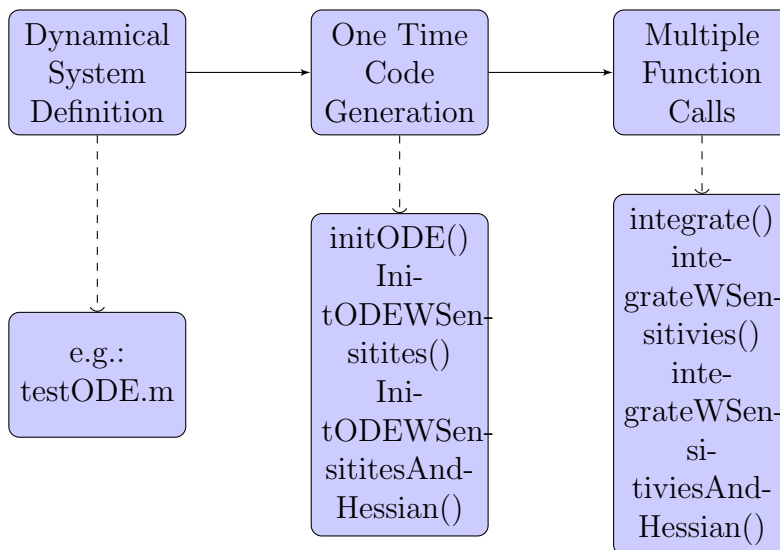 Dynamical
System
Definition
One Time
Code
Generation
Multiple
Function
Calls
e.g.:
testODE.m
initODE()
Ini-
tODEWSen-
sitites()
Ini-
tODEWSen-
sititesAnd-
Hessian()
integrate()
inte-
grateWSen-
sitivies()
inte-
grateWSen-
si-
tiviesAnd-
Hessian()